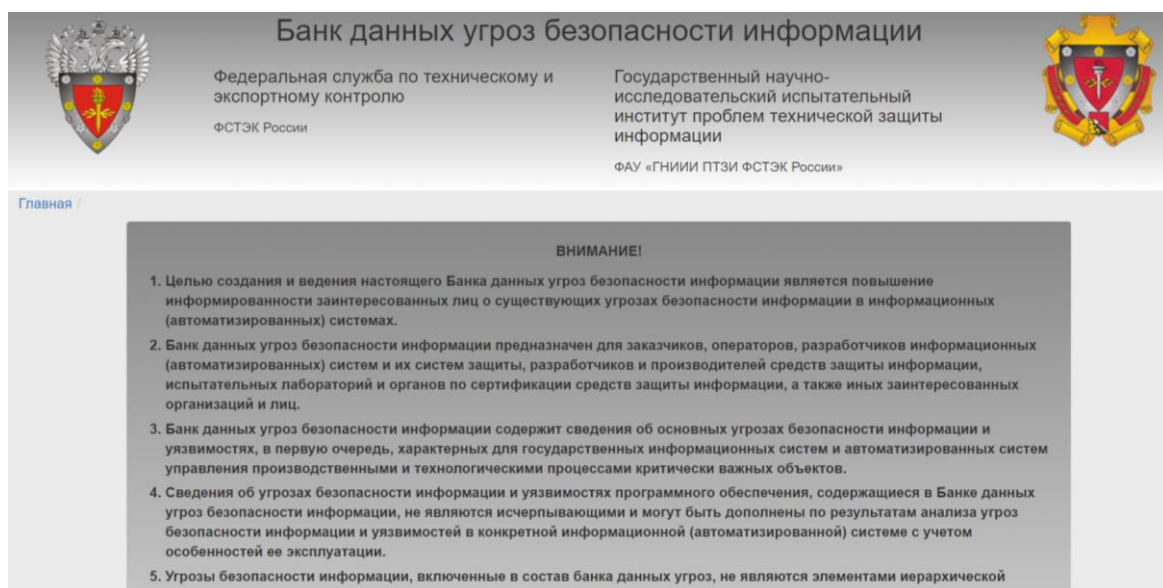 Банк данных угроз безопасности информации
Федеральная служба по техническому и
экспортному контролю
ФСТЭК России
Государственный научно-
исследовательский испытательный
институт проблем технической защиты
информации
ФАУ «ГНИИИ ПТЗИ ФСТЭК России»
Главная /
ВНИМАНИЕ!
1. Целью создания и ведения настоящего Банка данных угроз безопасности информации является повышение
информированности заинтересованных лиц о существующих угрозах безопасности информации в информационных
(автоматизированных) системах.
2. Банк данных угроз безопасности информации предназначен для заказчиков, операторов, разработчиков информационных
(автоматизированных) систем и их систем защиты, разработчиков и производителей средств защиты информации,
испытательных лабораторий и органов по сертификации средств защиты информации, а также иных заинтересованных
организаций и лиц.
3. Банк данных угроз безопасности информации содержит сведения об основных угрозах безопасности информации и
уязвимостях, в первую очередь, характерных для государственных информационных систем и автоматизированных систем
управления производственными и технологическими процессами критически важных объектов.
4. Сведения об угрозах безопасности информации и уязвимостях программного обеспечения, содержащиеся в Банке данных
угроз безопасности информации, не являются исчерпывающими и могут быть дополнены по результатам анализа угроз
безопасности информации и уязвимостей в конкретной информационной (автоматизированной) системе с учетом
особенностей ее эксплуатации.
5. Угрозы безопасности информации, включенные в состав банка данных угроз, не являются элементами иерархической